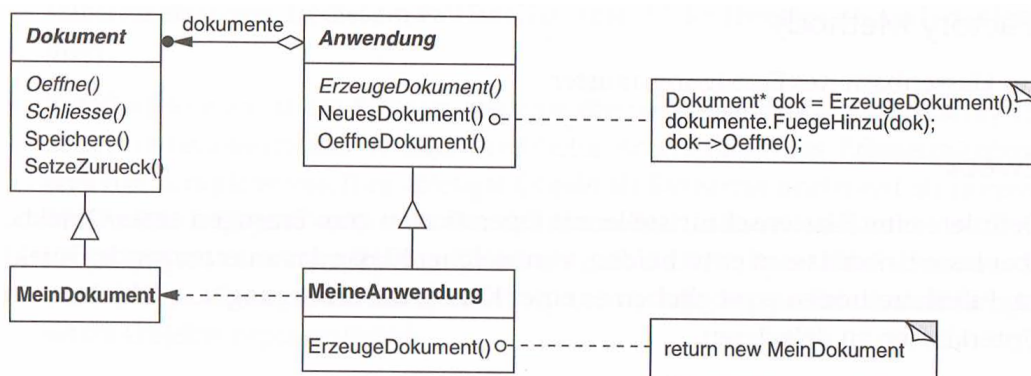 Dokument
Oeffne()
Schliesse()
Speichere()
SetzeZurueck()
dokumente
Anwendung
ErzeugeDokument()
NeuesDokument()
OeffneDokument()
Dokument* dok = ErzeugeDokument();
dokumente.FuegeHinzu(dok);
dok->Oeffne();
MeinDokument
MeineAnwendung
ErzeugeDokument()
return new MeinDokument